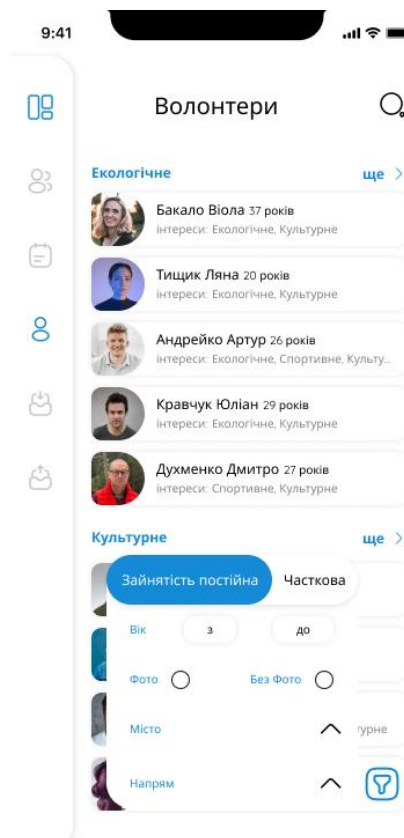 9:41
Волонтери
Екологічне ще
Бакало Віола 37 років
інтереси: Екологічне, Культурне
Тищик Ляна 20 років
інтереси: Екологічне, Культурне
Андрейко Артур 26 років
інтереси: Екологічне, Спортивне, Культу...
Кравчук Юліан 29 років
інтереси: Екологічне, Культурне
Духменко Дмитро 27 років
інтереси: Спортивне, Культурне
Культурне ще
Зайнятість постійна Часткова
Вік з до
Фото Без Фото
Місто
турне
Напрям